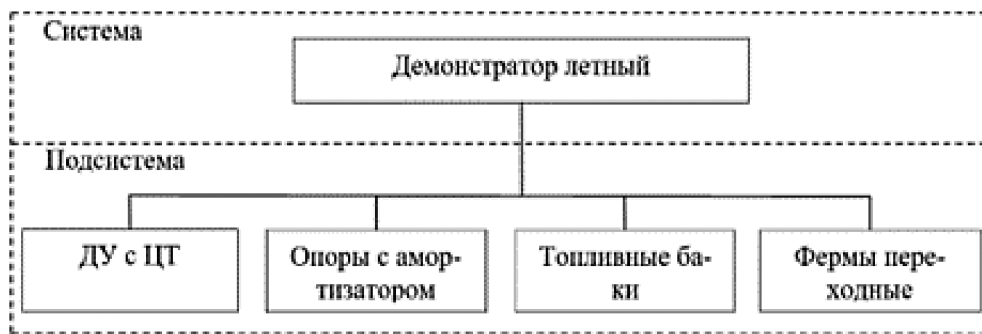 Система
Демонстратор летный
Подсистема
ДУ с ЦТ
Опоры с амор-
тизатором
Топливные ба-
ки
Фермы пере-
ходные